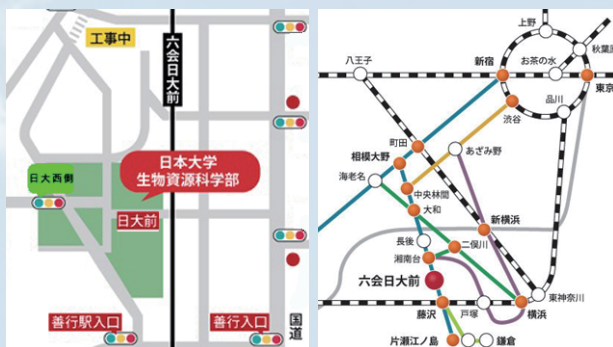 工事中
六会日大前
日大西側
日本大学
生物資源科学部
日大前
善行駅入口
善行入口
国道
上野
秋葉原
八王子
新宿
お茶の水
東京
品川
渋谷
町田
あざみ野
相模大野
海老名
中央林間
大和
新横浜
長後
二俣川
湘南台
六会日大前
東神奈川
藤沢
戸塚
横浜
片瀬江ノ島
鎌倉